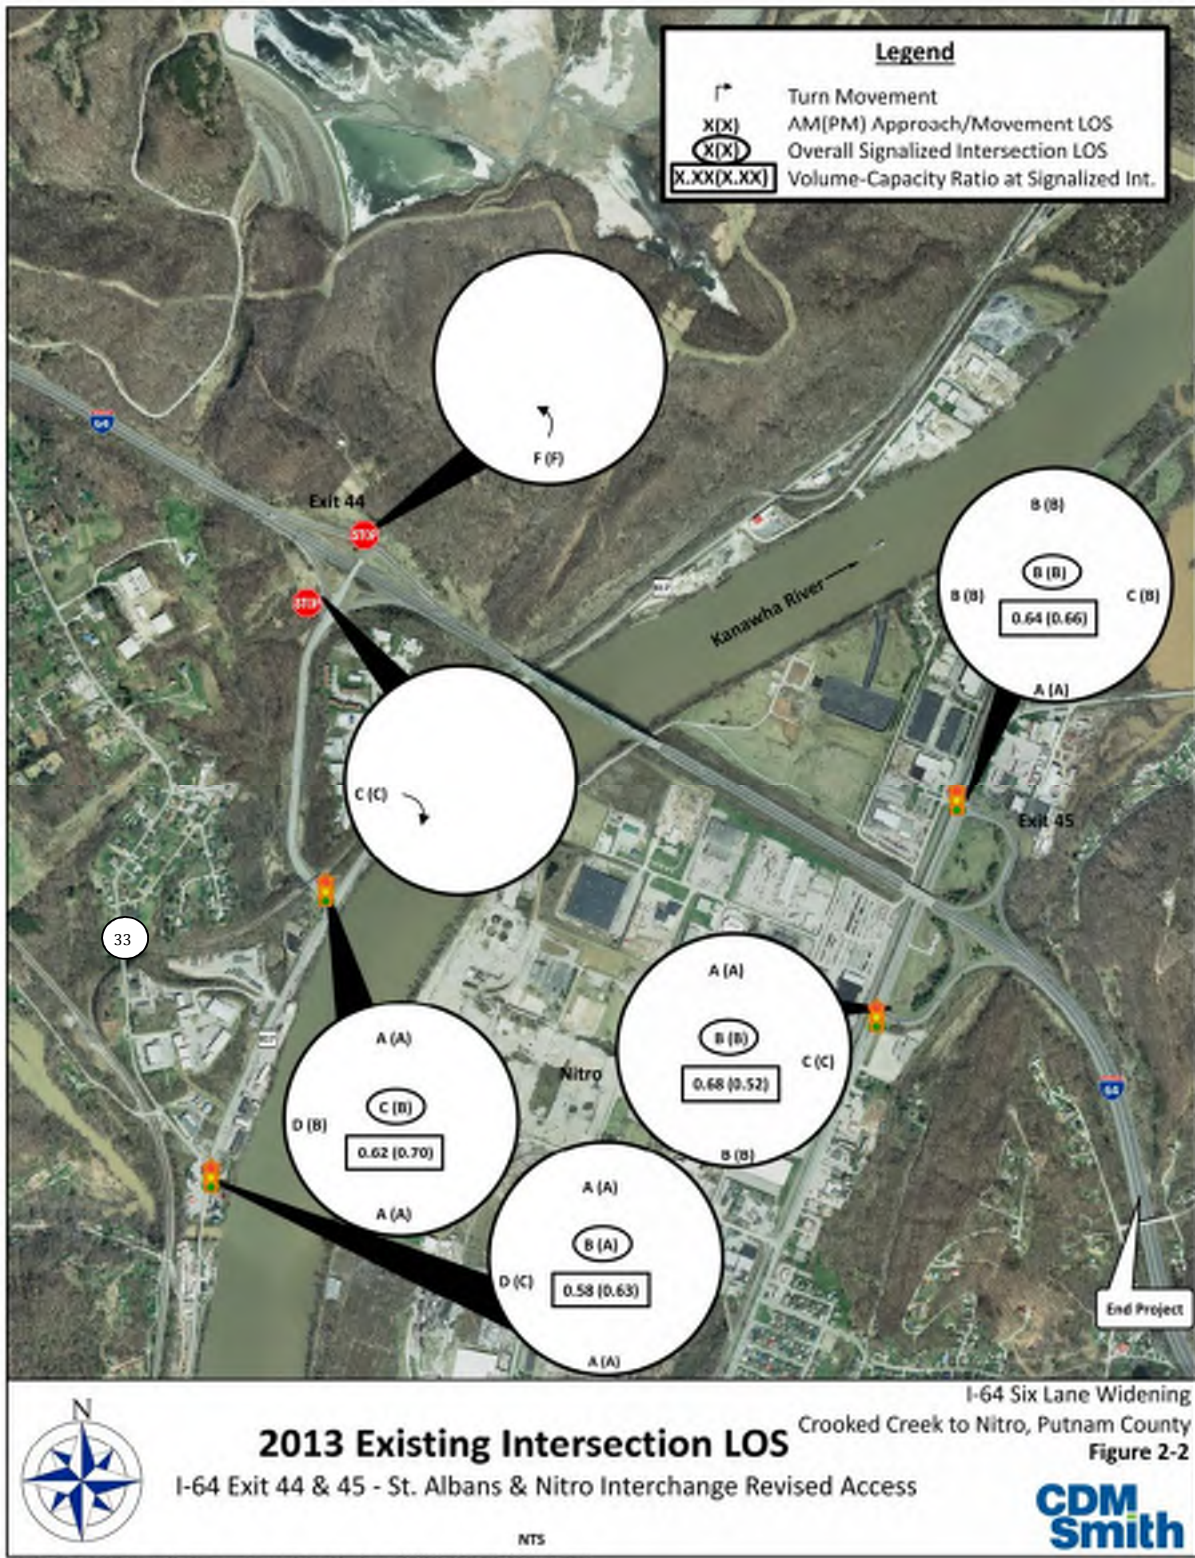 Legend
Turn Movement
X(X) AM(PM) Approach/Movement LOS
X(X) Overall Signalized Intersection LOS
X.XX(X.XX) Volume-Capacity Ratio at Signalized Int.
F (F)
64
Exit 44
STOP
STOP
B (B)
B (B)
B (B)
C (B)
0.64 (0.66)
A (A)
Kanawha River
C (C)
Exit 45
33
A (A)
B (B)
C (C)
0.68 (0.52)
B (B)
Nitro
64
A (A)
C (B)
D (B)
0.62 (0.70)
A (A)
A (A)
B (A)
D (C)
0.58 (0.63)
A (A)
End Project
N
2013 Existing Intersection LOS
I-64 Exit 44 & 45 - St. Albans & Nitro Interchange Revised Access
NTS
I-64 Six Lane Widening
Crooked Creek to Nitro, Putnam County
Figure 2-2
CDM
Smith